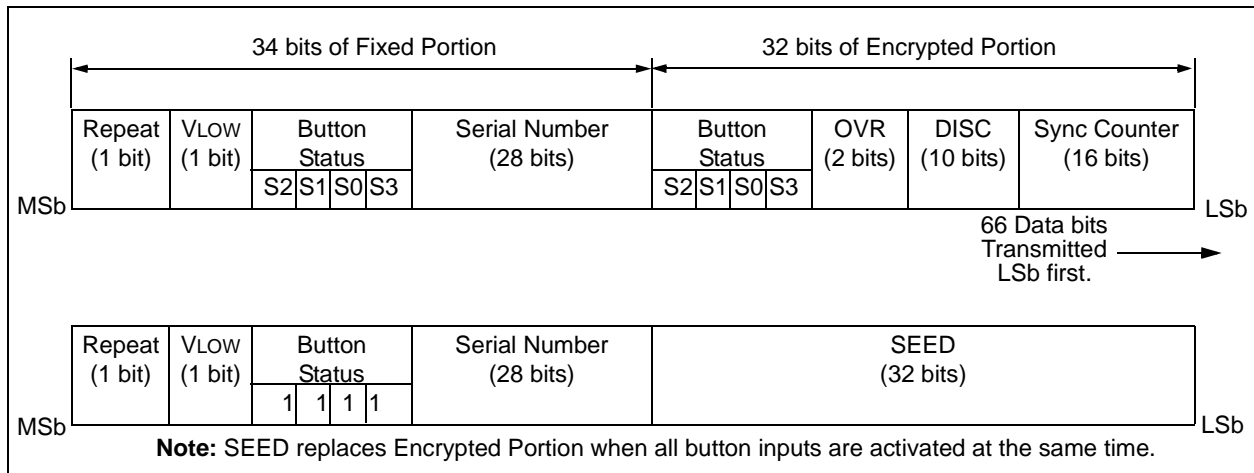 34 bits of Fixed Portion 32 bits of Encrypted Portion
Repeat VLOW Button Serial Number Button OVR DISC Sync Counter
(1 bit) (1 bit) Status (28 bits) Status (2 bits) (10 bits) (16 bits)
S2 S1 S0 S3 S2 S1 S0 S3
MSb LSb
66 Data bits
Transmitted
LSb first.
Repeat VLOW Button Serial Number SEED
(1 bit) (1 bit) Status (28 bits) (32 bits)
1 1 1 1
MSb LSb
Note: SEED replaces Encrypted Portion when all button inputs are activated at the same time.